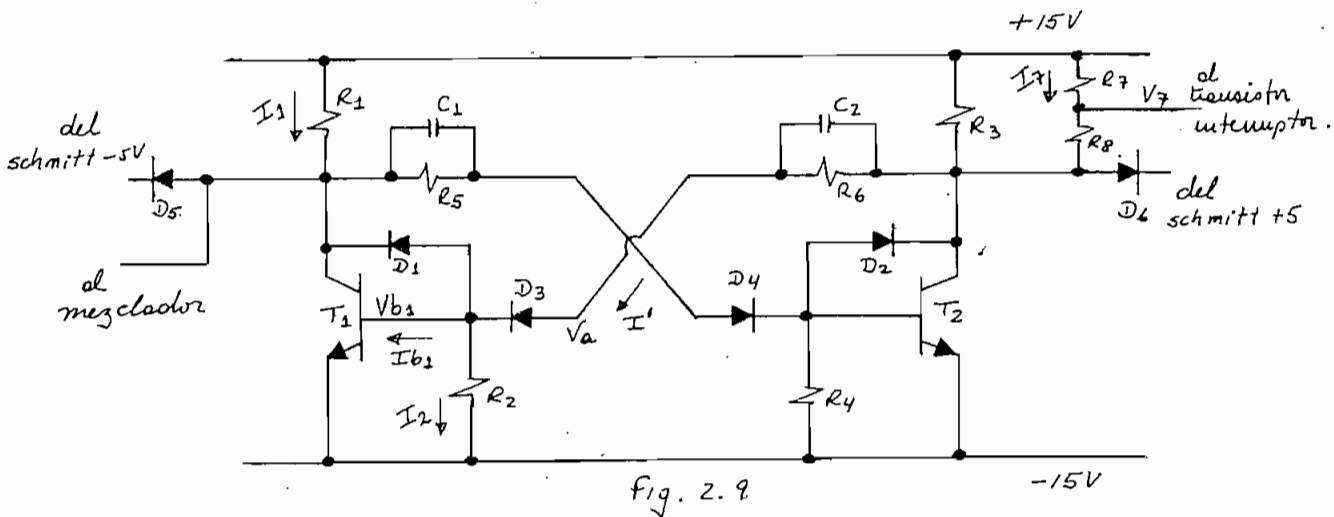 +15V
I1
R1
C1
C2
R3
I7
R7
V7
al
transistor
interruptor.
R8
del
schmitt -5V
D5
R5
R6
D6
del
schmitt +5
al
mezclador
D1
D2
T1
Vb1
Ib1
D3
Va
I'
D4
T2
I2
R2
R4
-15V
Fig. 2.9